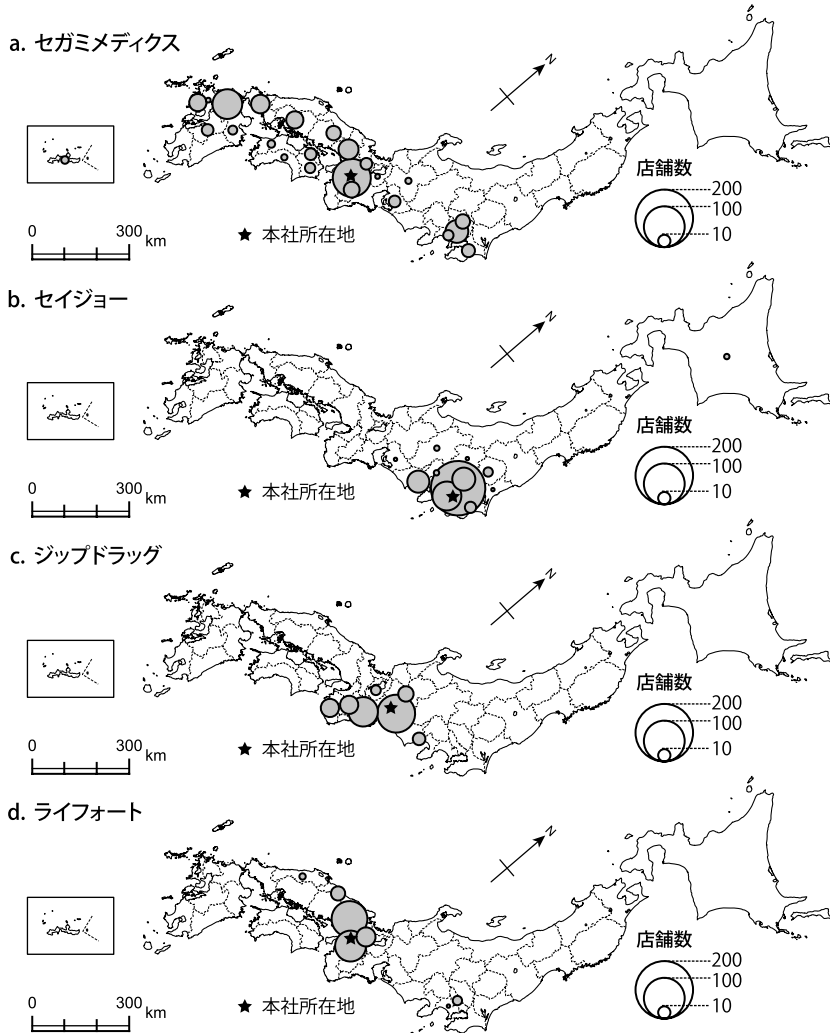 a. セガミメディクス
N
店舗数
200
100
10
0 300 km
★ 本社所在地
b. セイジョー
N
店舗数
200
100
10
0 300 km
★ 本社所在地
c. ジップドラッグ
N
店舗数
200
100
10
0 300 km
★ 本社所在地
d. ライフォート
N
店舗数
200
100
10
0 300 km
★ 本社所在地